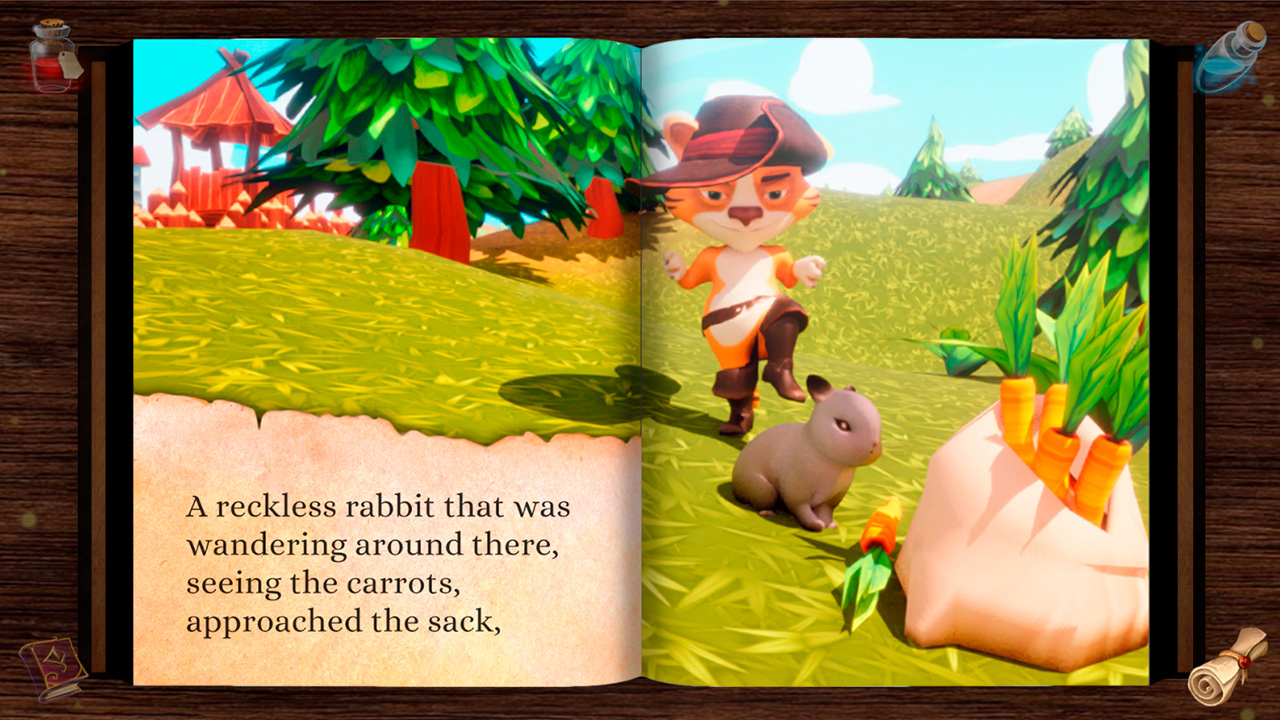 A reckless rabbit that was
wandering around there,
seeing the carrots,
approached the sack,